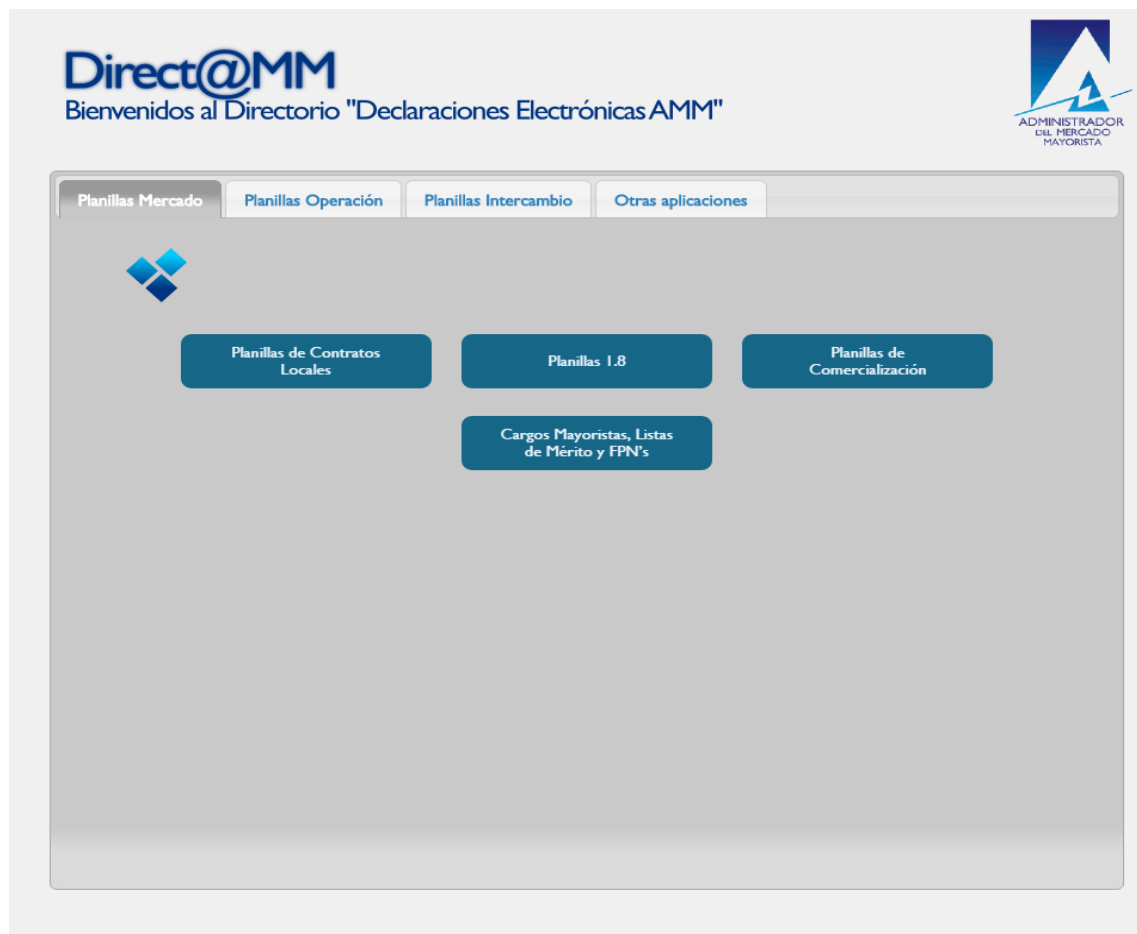 Direct@MM
Bienvenidos al Directorio "Declaraciones Electrónicas AMM"
ADMINISTRADOR
DEL MERCADO
MAYORISTA
Planillas Mercado
Planillas Operación
Planillas Intercambio
Otras aplicaciones
Planillas de Contratos
Locales
Planillas 1.8
Planillas de
Comercialización
Cargos Mayoristas, Listas
de Mérito y FPN's